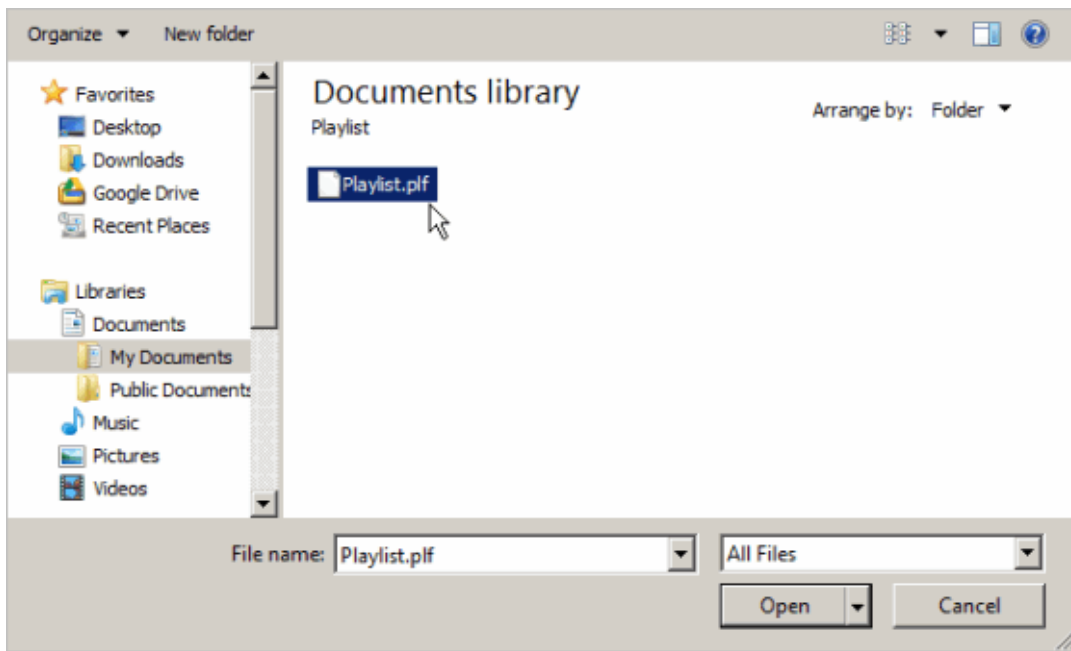 Organize New folder
Favorites
Desktop
Downloads
Google Drive
Recent Places
Libraries
Documents
My Documents
Public Documents
Music
Pictures
Videos
Documents library
Playlist
Arrange by: Folder
Playlist.plf
File name: Playlist.plf
All Files
Open
Cancel